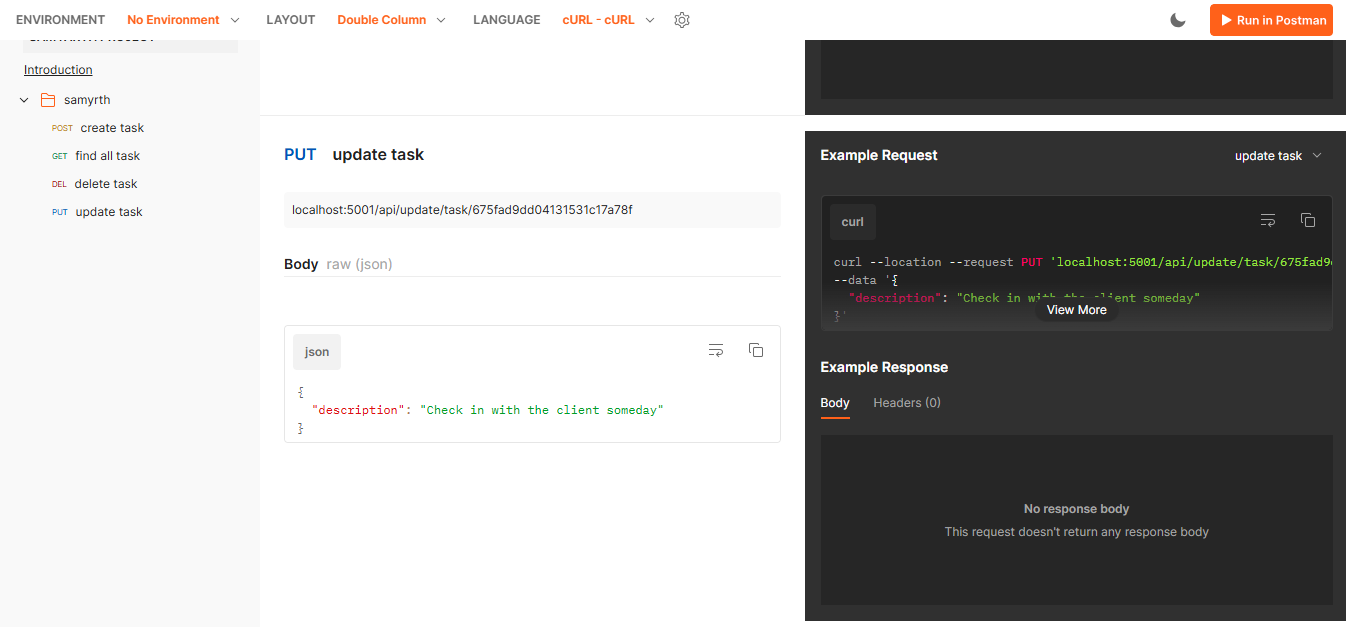 ENVIRONMENT No Environment LAYOUT Double Column LANGUAGE cURL - cURL Run in Postman
Introduction
samyrth
POST create task
GET find all task
DEL delete task
PUT update task
PUT update task
localhost:5001/api/update/task/675fad9dd04131531c17a78f
Body raw (json)
json
{
"description": "Check in with the client someday"
}
Example Request update task
curl
curl --location --request PUT 'localhost:5001/api/update/task/675fad9
--data '{
"description": "Check in with the client someday"
}'
View More
Example Response
Body Headers (0)
No response body
This request doesn't return any response body